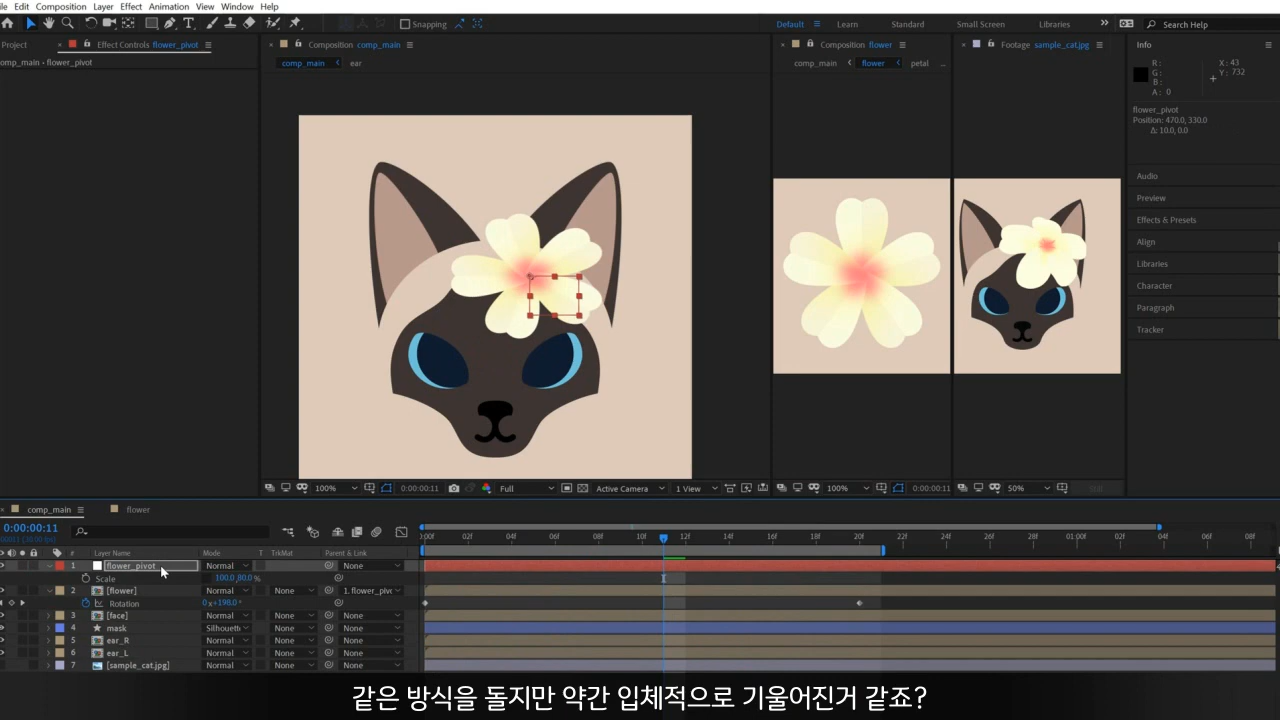 ile Edit Composition Layer Effect Animation View Window Help
Snapping
Default Learn Standard Small Screen Libraries Search Help
Project Effect Controls flower_pivot
omp_main • flower_pivot
Composition comp_main
comp_main ear
Composition flower
comp_main flower petal ...
Footage sample_cat.jpg
Info
R :
G :
B :
A : 0
X : 43
Y : 732
flower_pivot
Position: 470.0, 330.0
Δ: 10.0, 0.0
Audio
Preview
Effects & Presets
Align
Libraries
Character
Paragraph
Tracker
100% 0:00:00:11 Full Active Camera 1 View
100% 0:00:00:11
50%
comp_main flower
0:00:00:11
# Layer Name Mode T TrkMat Parent & Link
0:00f 02f 04f 06f 08f 10f 12f 14f 16f 18f 20f 22f 24f 26f 28f 01:00f 02f 04f 06f 08f
1 flower_pivot Normal None
Scale 100.0,80.0 %
2 [flower] Normal None 1. flower_piv
Rotation 0x+198.0°
3 [face] Normal None None
4 mask Silhouett None None
5 ear_R Normal None None
6 ear_L Normal None None
7 [sample_cat.jpg] Normal None None
같은 방식을 돌지만 약간 입체적으로 기울어진거 같죠?